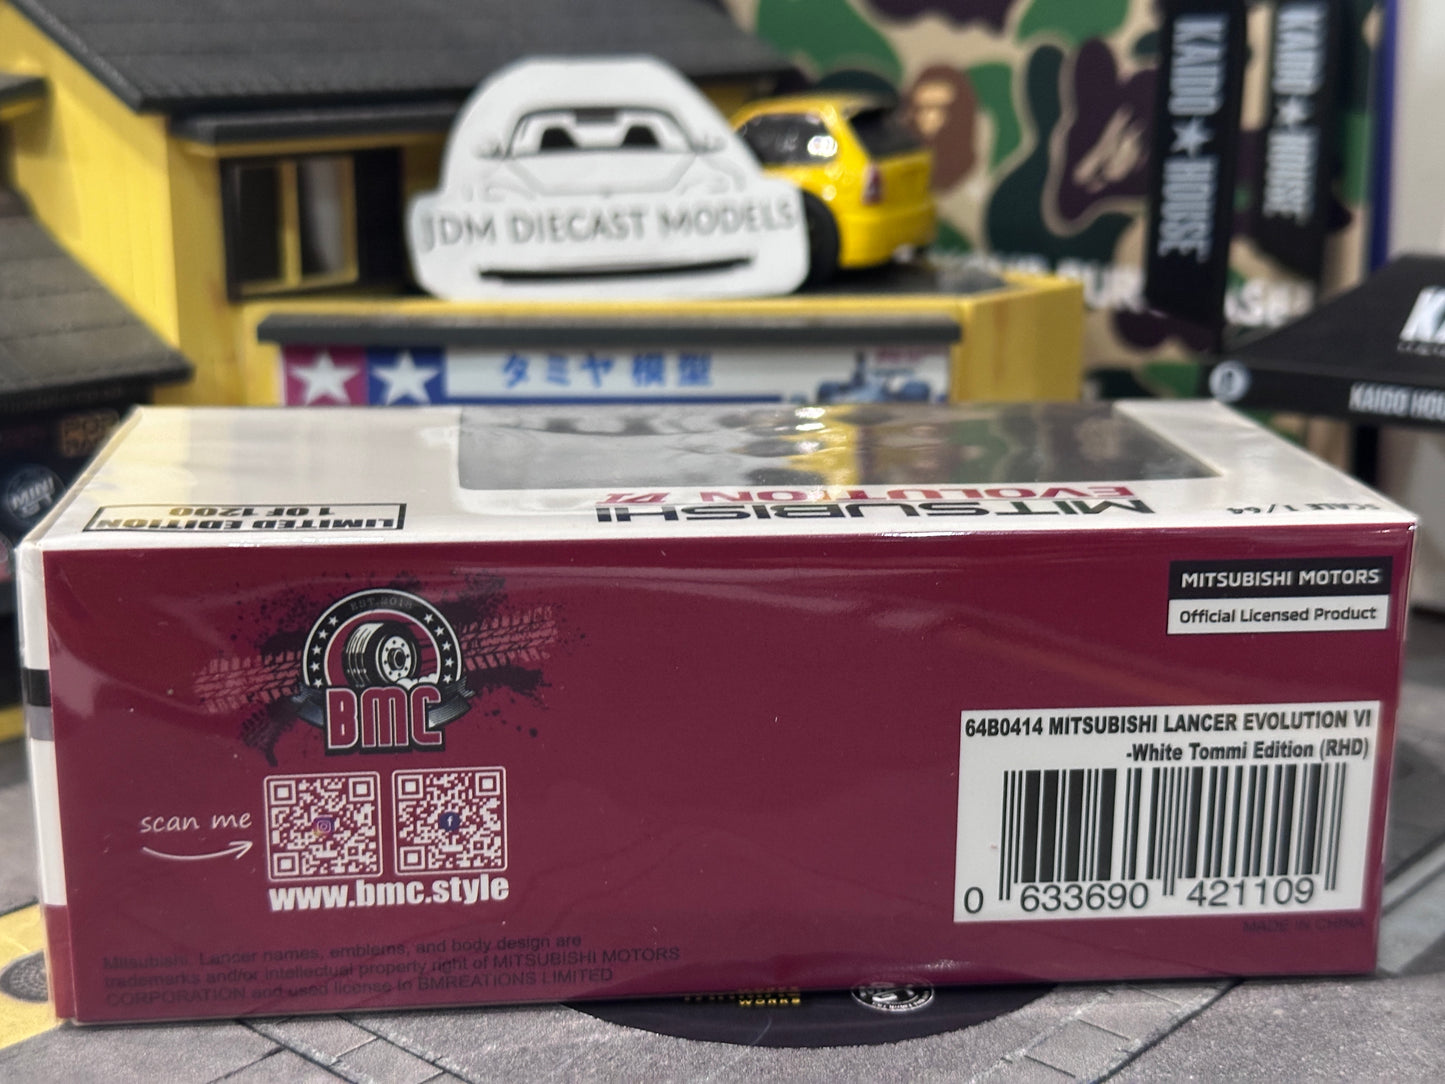 KAIDO★HOUSE
KAIDO★HOUSE
JDM DIECAST MODELS
タミヤ模型
KAIDO HOU
MINI
GT
LIMITED EDITION
1 OF 1200
MITSUBISHI
EVOLUTION VI
SCALE 1/64
EST.2018
BMC
scan me
www.bmc.style
Mitsubishi, Lancer names, emblems, and body design are
trademarks and/or intellectual property right of MITSUBISHI MOTORS
CORPORATION and used license to BMREATIONS LIMITED
MITSUBISHI MOTORS
Official Licensed Product
64B0414 MITSUBISHI LANCER EVOLUTION VI
-White Tommi Edition (RHD)
0 633690 421109
MADE IN CHINA
WORKS